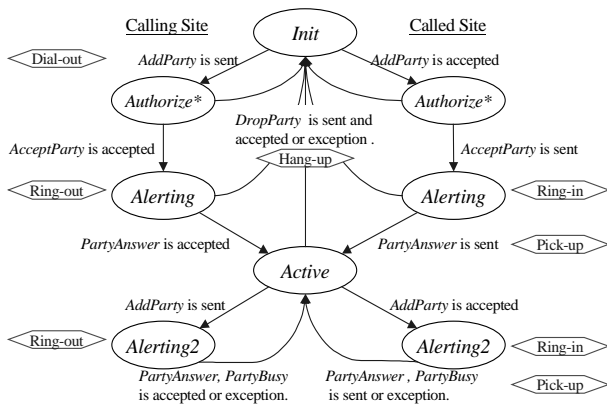 Calling Site
Called Site
Init
Dial-out
AddParty is sent
AddParty is accepted
Authorize*
Authorize*
DropParty is sent and
accepted or exception .
AcceptParty is accepted
AcceptParty is sent
Hang-up
Ring-out
Alerting
Alerting
Ring-in
PartyAnswer is accepted
PartyAnswer is sent
Pick-up
Active
AddParty is sent
AddParty is accepted
Ring-out
Alerting2
Alerting2
Ring-in
PartyAnswer, PartyBusy
is accepted or exception.
PartyAnswer , PartyBusy
is sent or exception.
Pick-up